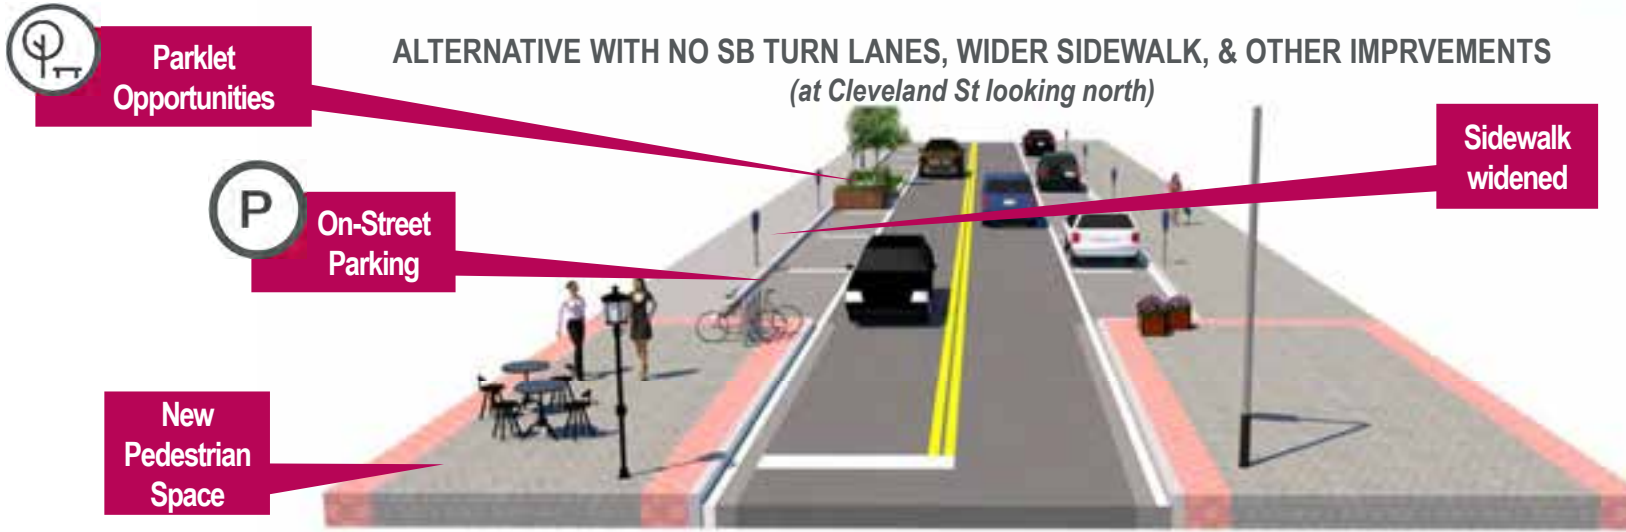 ALTERNATIVE WITH NO SB TURN LANES, WIDER SIDEWALK, & OTHER IMPRVEMENTS
(at Cleveland St looking north)
Parklet
Opportunities
Sidewalk
widened
P
On-Street
Parking
New
Pedestrian
Space